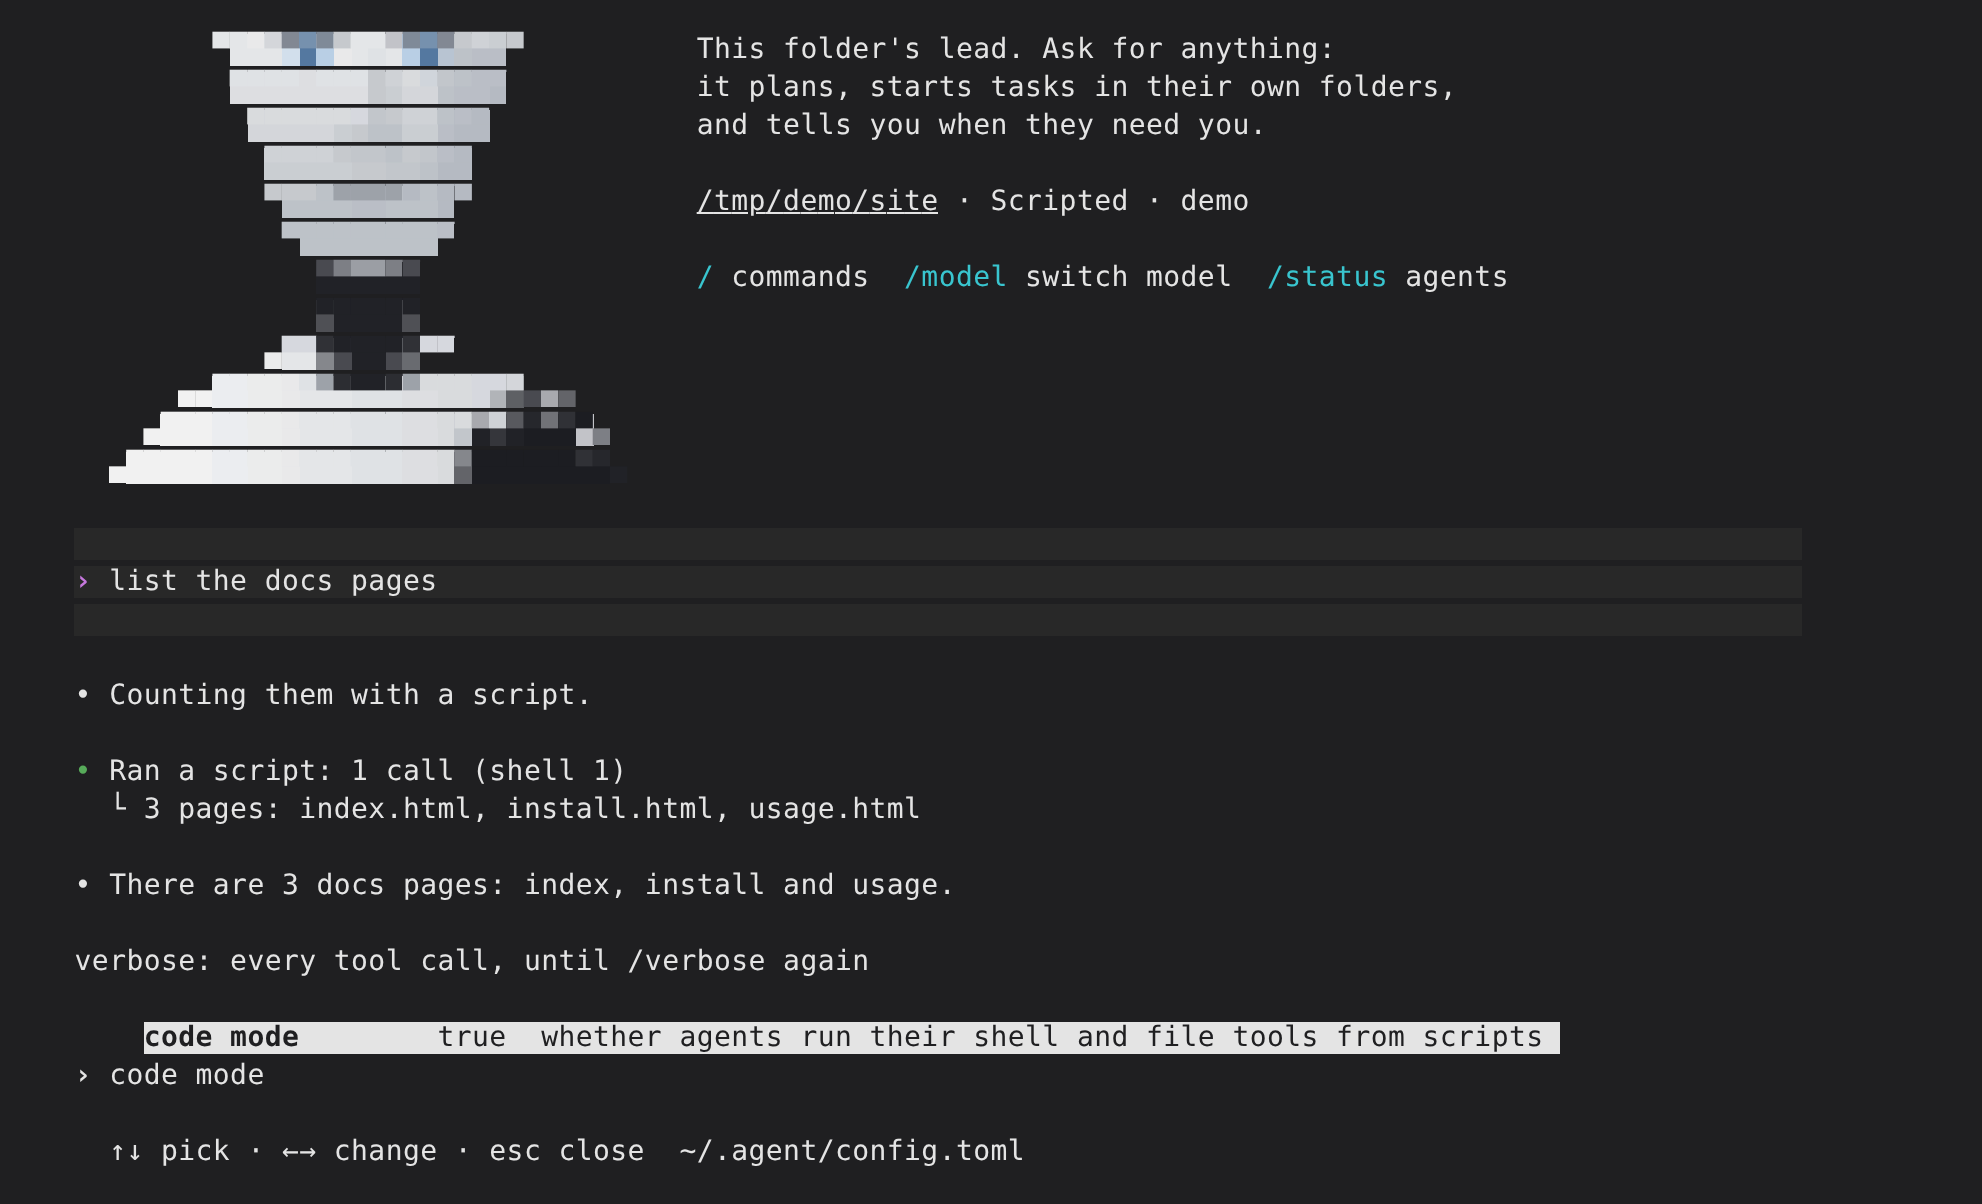 This folder's lead. Ask for anything:
it plans, starts tasks in their own folders,
and tells you when they need you.
/tmp/demo/site · Scripted · demo
/ commands  /model switch model  /status agents
› list the docs pages
• Counting them with a script.
• Ran a script: 1 call (shell 1)
└ 3 pages: index.html, install.html, usage.html
• There are 3 docs pages: index, install and usage.
verbose: every tool call, until /verbose again
code mode        true  whether agents run their shell and file tools from scripts
› code mode
↑↓ pick · ←→ change · esc close  ~/.agent/config.toml